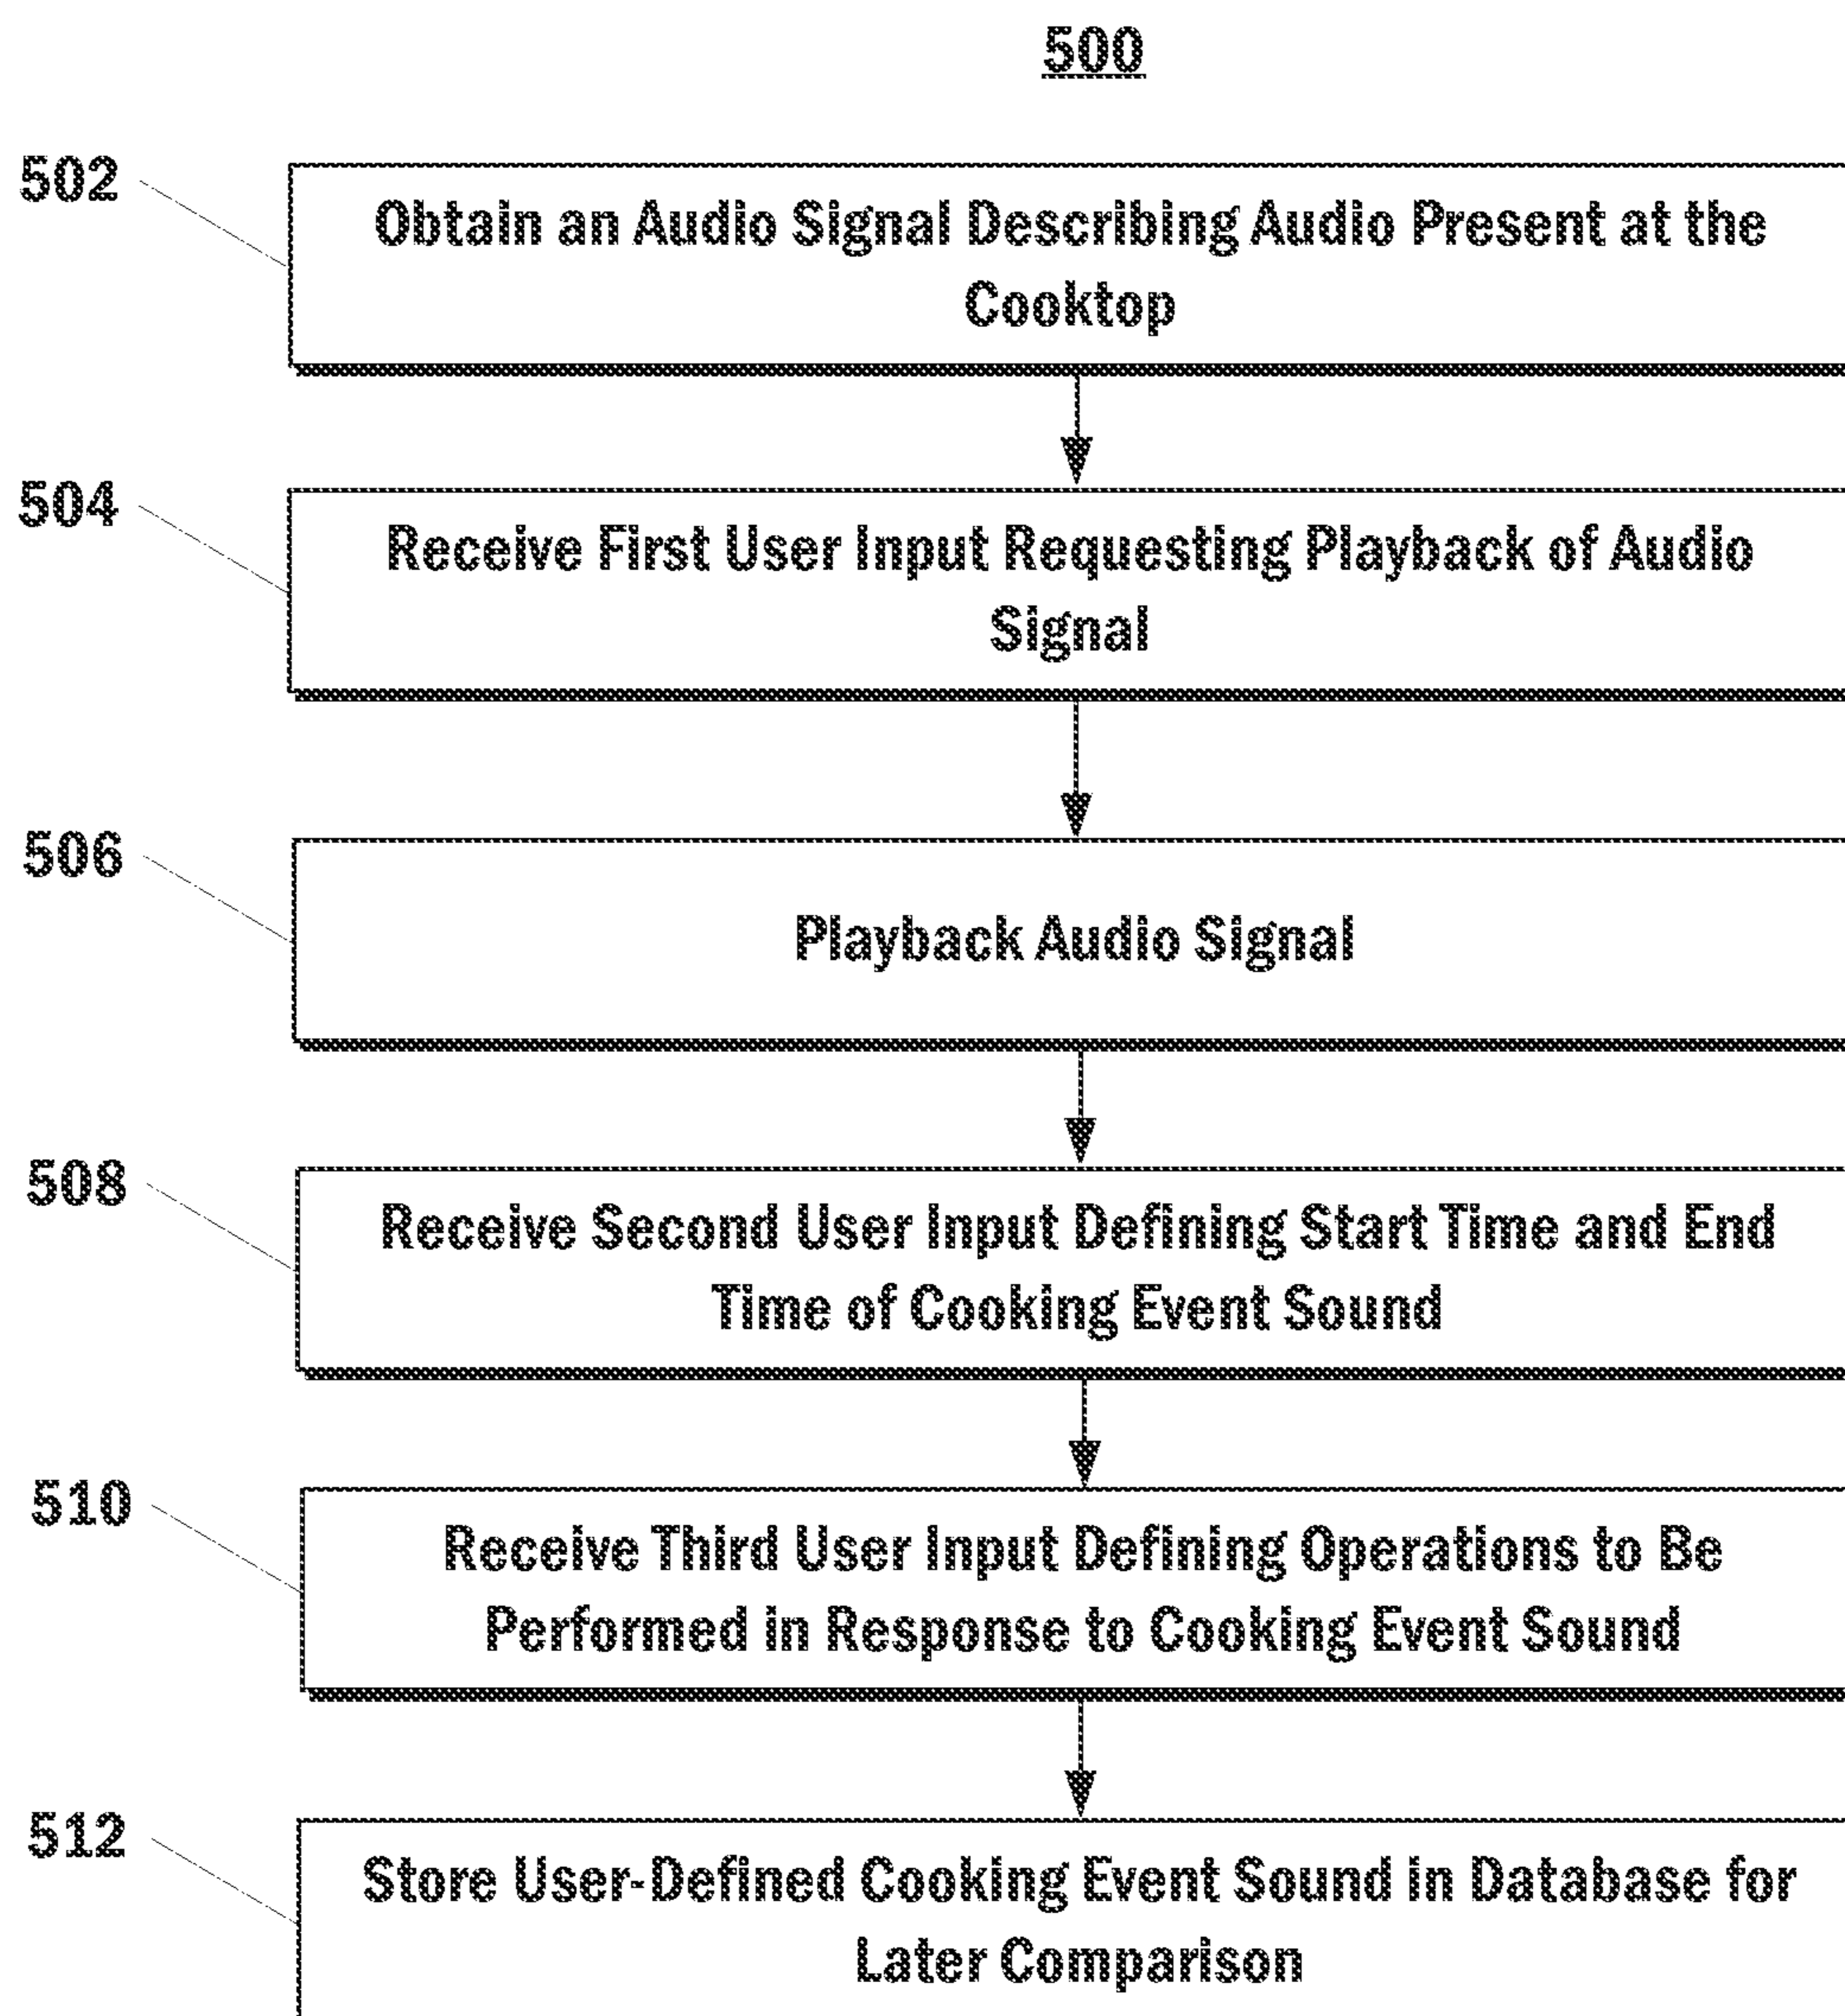 500
502
Obtain an Audio Signal Describing Audio Present at the
Cooktop
504
Receive First User Input Requesting Playback of Audio
Signal
506
Playback Audio Signal
508
Receive Second User Input Defining Start Time and End
Time of Cooking Event Sound
510
Receive Third User Input Defining Operations to Be
Performed in Response to Cooking Event Sound
512
Store User-Defined Cooking Event Sound in Database for
Later Comparison